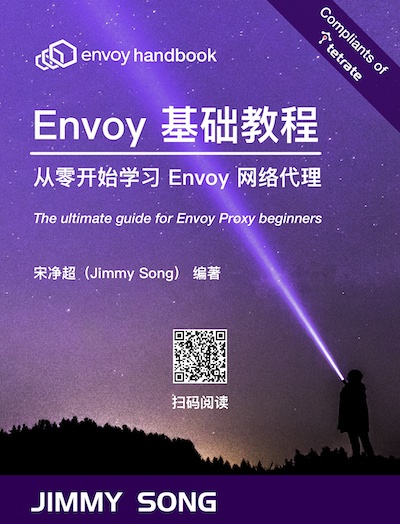 envoy handbook
Compliants of
tetrate
Envoy 基础教程
从零开始学习 Envoy 网络代理
The ultimate guide for Envoy Proxy beginners
宋净超（Jimmy Song） 编著
扫码阅读
JIMMY SONG